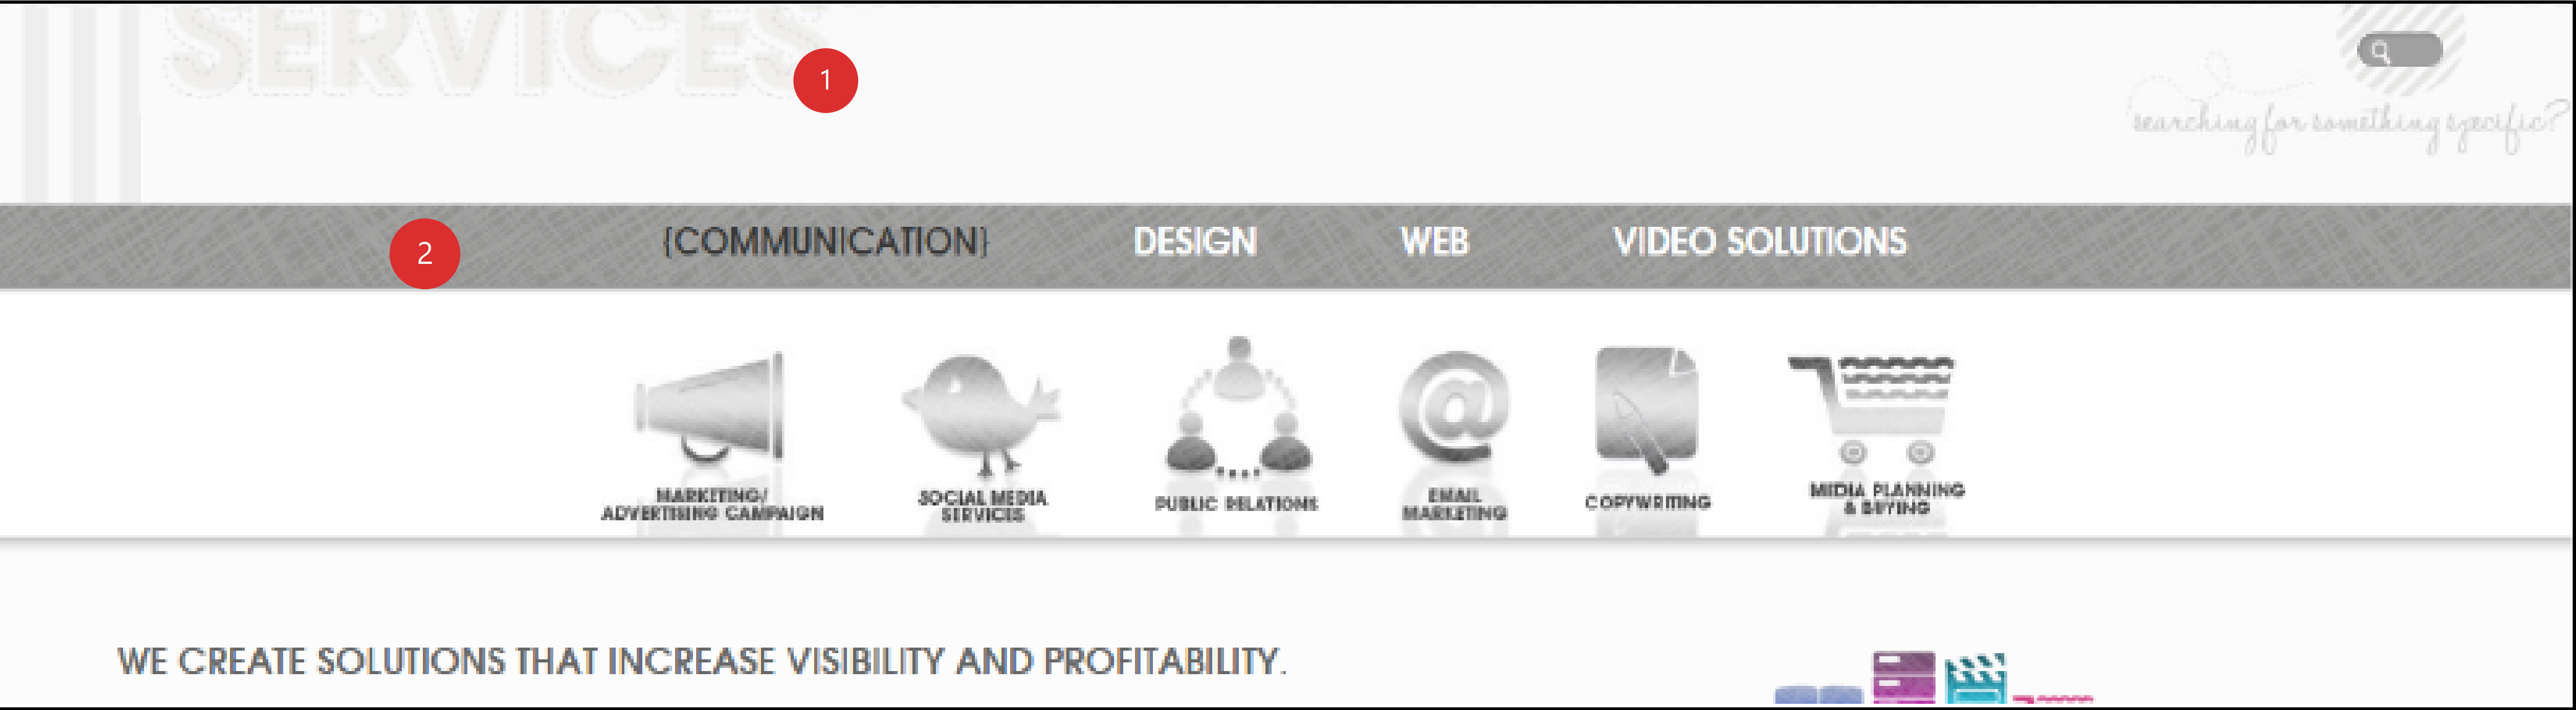 SERVICES
1
searching for something specific?
2
{COMMUNICATION} DESIGN WEB VIDEO SOLUTIONS
MARKETING/
ADVERTISING CAMPAIGN
SOCIAL MEDIA
SERVICES
PUBLIC RELATIONS
EMAIL
MARKETING
COPYWRITING
MEDIA PLANNING
& BUYING
WE CREATE SOLUTIONS THAT INCREASE VISIBILITY AND PROFITABILITY.